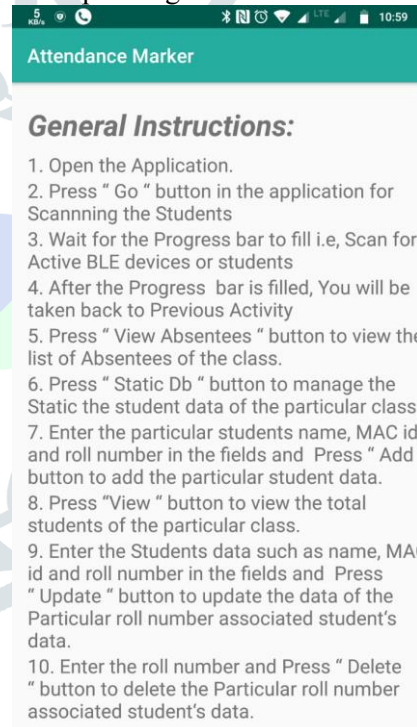 5
KB/s
LTE
10:59
Attendance Marker
General Instructions:
1. Open the Application.
2. Press “ Go “ button in the application for
Scannning the Students
3. Wait for the Progress bar to fill i.e, Scan for
Active BLE devices or students
4. After the Progress bar is filled, You will be
taken back to Previous Activity
5. Press “ View Absentees “ button to view the
list of Absentees of the class.
6. Press “ Static Db “ button to manage the
Static the student data of the particular class
7. Enter the particular students name, MAC id
and roll number in the fields and Press “ Add
button to add the particular student data.
8. Press “View “ button to view the total
students of the particular class.
9. Enter the Students data such as name, MAC
id and roll number in the fields and Press
“ Update “ button to update the data of the
Particular roll number associated student’s
data.
10. Enter the roll number and Press “ Delete
“ button to delete the Particular roll number
associated student’s data.